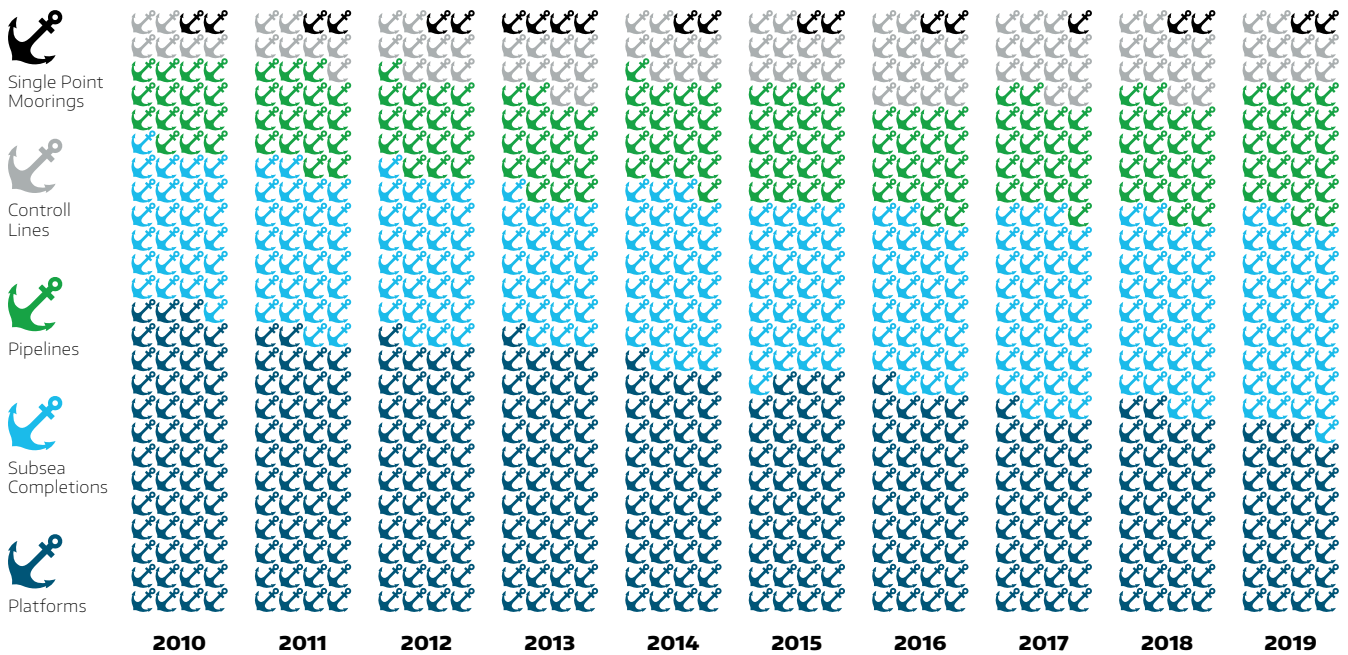 Single Point
Moorings
Controll
Lines
Pipelines
Subsea
Completions
Platforms
2010 2011 2012 2013 2014 2015 2016 2017 2018 2019